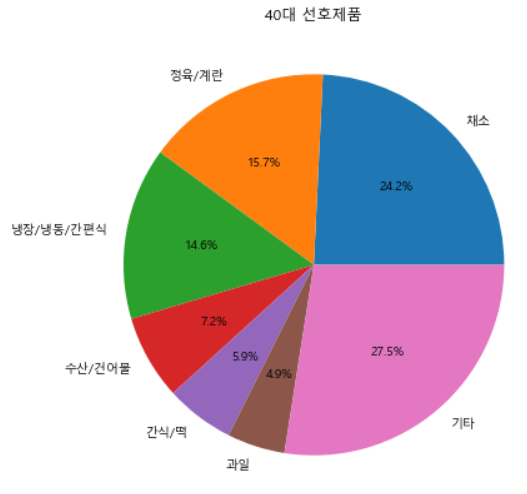 40대 선호제품
정육/계란
채소
15.7%
24.2%
냉장/냉동/간편식
14.6%
7.2%
5.9%
4.9%
27.5%
수산/건어물
간식/떡
과일
기타